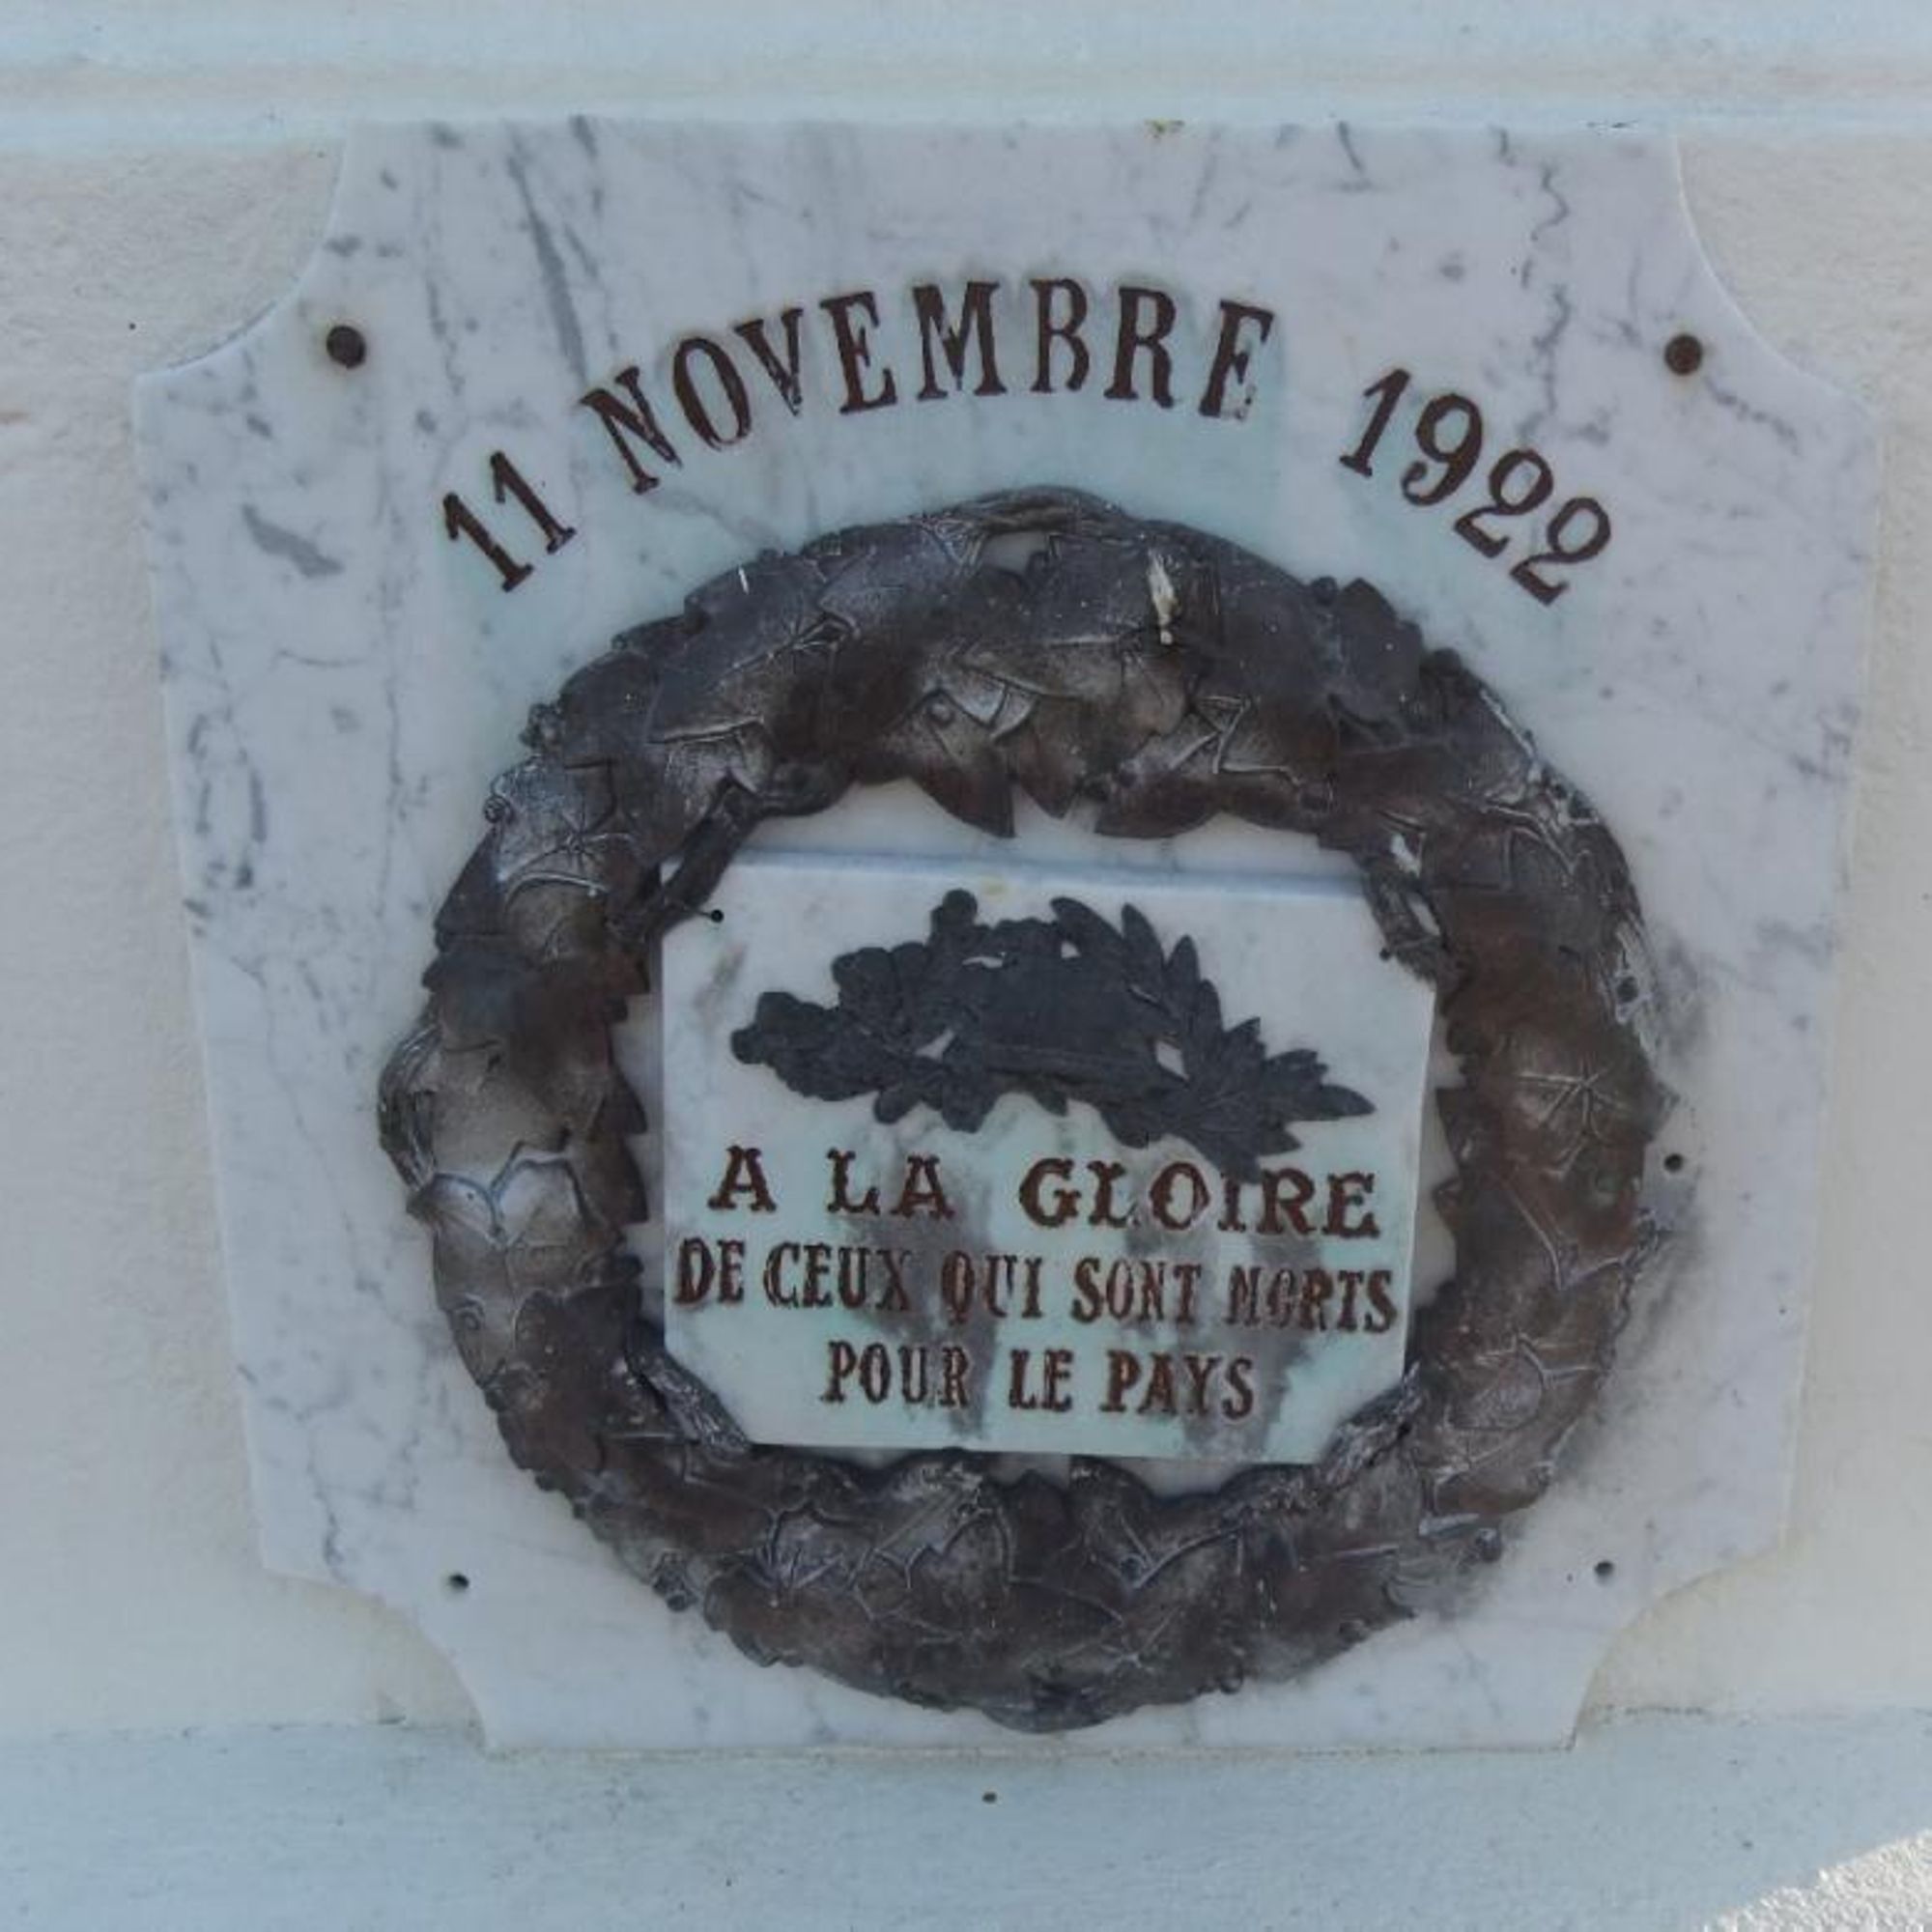 11 NOVEMBRE 1922
A LA GLOIRE
DE CEUX QUI SONT MORTS
POUR LE PAYS